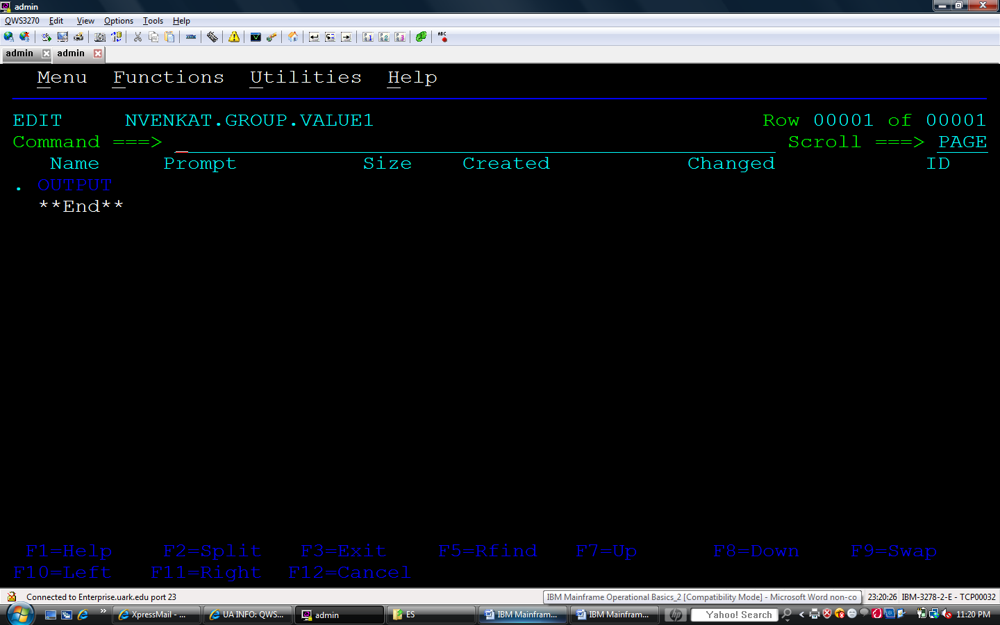 admin
QWS3270 Edit View Options Tools Help
admin admin
Menu Functions Utilities Help
EDIT NVENKAT.GROUP.VALUE1 Row 00001 of 00001
Command ===> _ Scroll ===> PAGE
Name Prompt Size Created Changed ID
. OUTPUT
**End**
F1=Help F2=Split F3=Exit F5=Rfind F7=Up F8=Down F9=Swap
F10=Left F11=Right F12=Cancel
Connected to Enterprise.uark.edu port 23 IBM Mainframe Operational Basics_2 [Compatibility Mode] - Microsoft Word non-co 23:20:26 IBM-3278-2-E - TCP00032
XpressMail - ... UA INFO: QWS... admin ES IBM Mainfram... IBM Mainfram... hp Yahoo! Search 11:20 PM